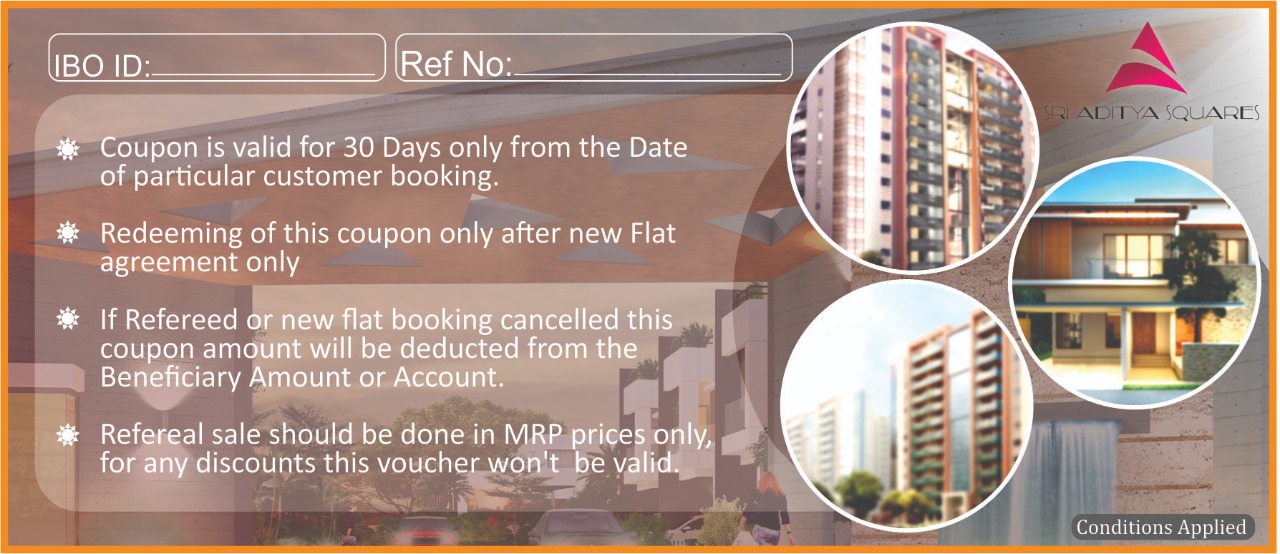 IBO ID:
Ref No:
SRI ADITYA SQUARES
Coupon is valid for 30 Days only from the Date
of particular customer booking.
Redeeming of this coupon only after new Flat
agreement only
If Refereed or new flat booking cancelled this
coupon amount will be deducted from the
Beneficiary Amount or Account.
Refereal sale should be done in MRP prices only,
for any discounts this voucher won't  be valid.
Conditions Applied